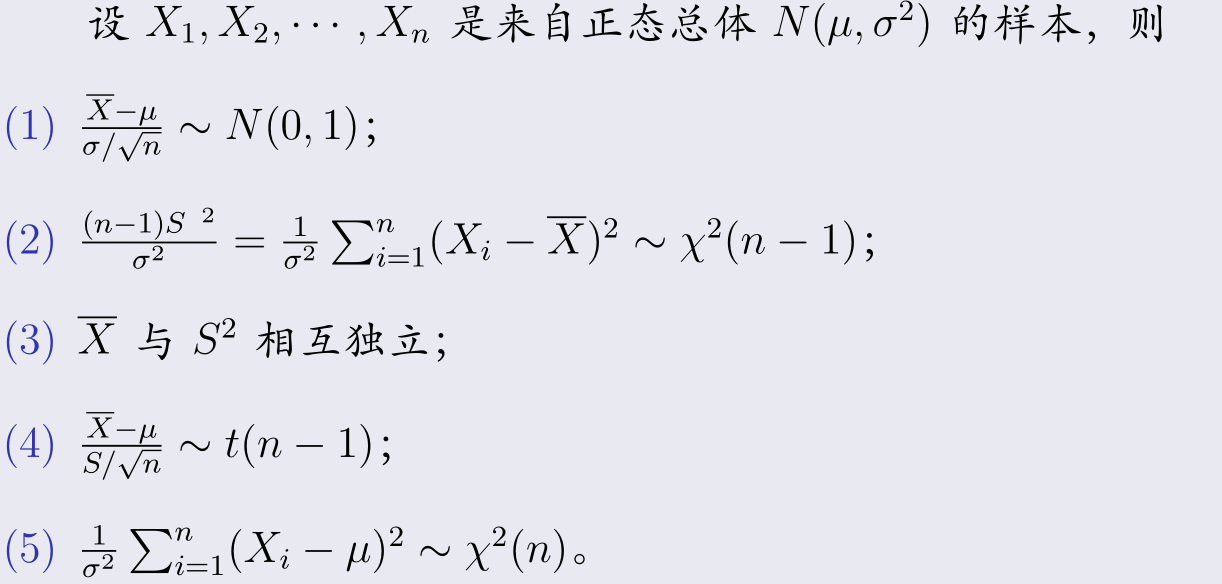 设 $X_1, X_2, \cdots, X_n$ 是来自正态总体 $N(\mu, \sigma^2)$ 的样本，则
(1) $\frac{\overline{X}-\mu}{\sigma/\sqrt{n}} \sim N(0,1)$；
(2) $\frac{(n-1)S^2}{\sigma^2} = \frac{1}{\sigma^2}\sum_{i=1}^{n}(X_i - \overline{X})^2 \sim \chi^2(n-1)$；
(3) $\overline{X}$ 与 $S^2$ 相互独立；
(4) $\frac{\overline{X}-\mu}{S/\sqrt{n}} \sim t(n-1)$；
(5) $\frac{1}{\sigma^2}\sum_{i=1}^{n}(X_i - \mu)^2 \sim \chi^2(n)$。